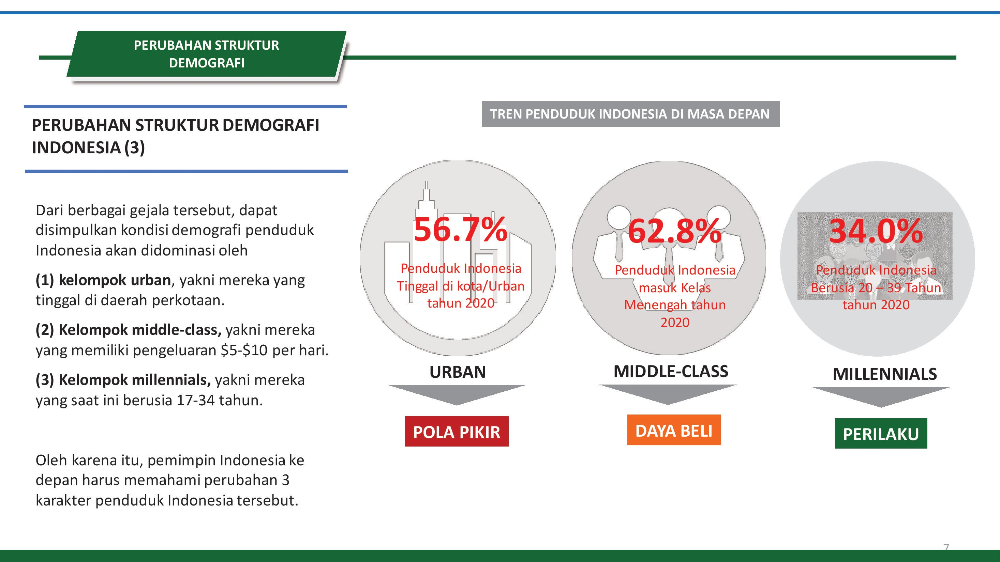 PERUBAHAN STRUKTUR
DEMOGRAFI
PERUBAHAN STRUKTUR DEMOGRAFI
INDONESIA (3)
Dari berbagai gejala tersebut, dapat
disimpulkan kondisi demografi penduduk
Indonesia akan didominasi oleh
(1) kelompok urban, yakni mereka yang
tinggal di daerah perkotaan.
(2) Kelompok middle-class, yakni mereka
yang memiliki pengeluaran $5-$10 per hari.
(3) Kelompok millennials, yakni mereka
yang saat ini berusia 17-34 tahun.
Oleh karena itu, pemimpin Indonesia ke
depan harus memahami perubahan 3
karakter penduduk Indonesia tersebut.
TREN PENDUDUK INDONESIA DI MASA DEPAN
56.7%
Penduduk Indonesia
Tinggal di kota/Urban
tahun 2020
URBAN
POLA PIKIR
62.8%
Penduduk Indonesia
masuk Kelas
Menengah tahun
2020
MIDDLE-CLASS
DAYA BELI
34.0%
Penduduk Indonesia
Berusia 20 – 39 Tahun
tahun 2020
MILLENNIALS
PERILAKU
7